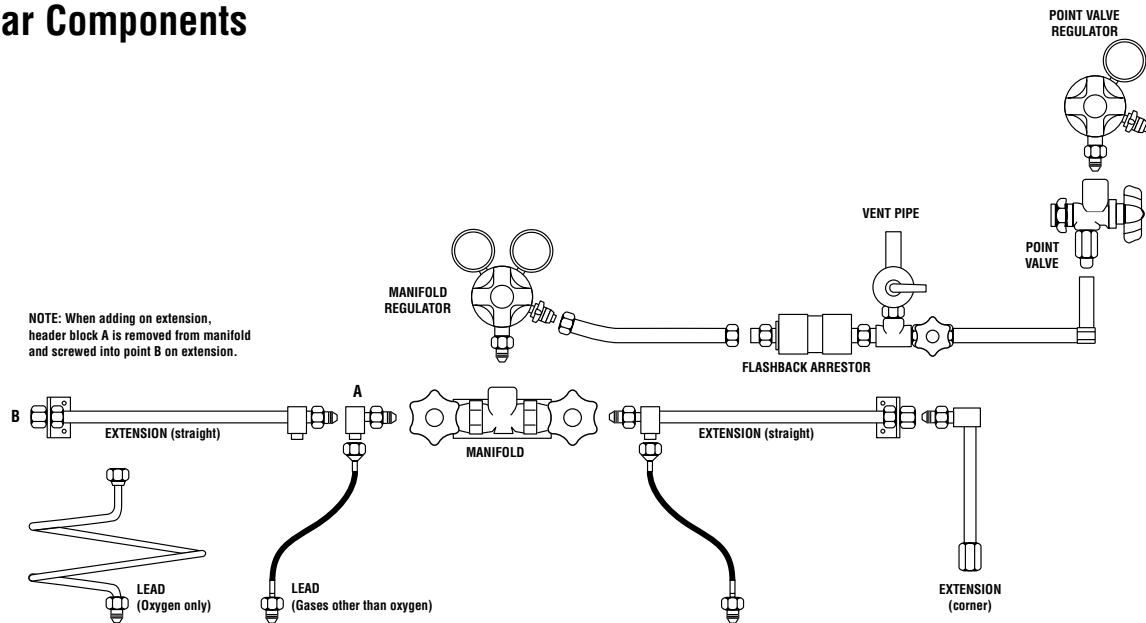 ar Components
POINT VALVE
REGULATOR
VENT PIPE
POINT
VALVE
MANIFOLD
REGULATOR
NOTE: When adding on extension,
header block A is removed from manifold
and screwed into point B on extension.
FLASHBACK ARRESTOR
A
B
EXTENSION (straight)
EXTENSION (straight)
MANIFOLD
LEAD
(Oxygen only)
LEAD
(Gases other than oxygen)
EXTENSION
(corner)